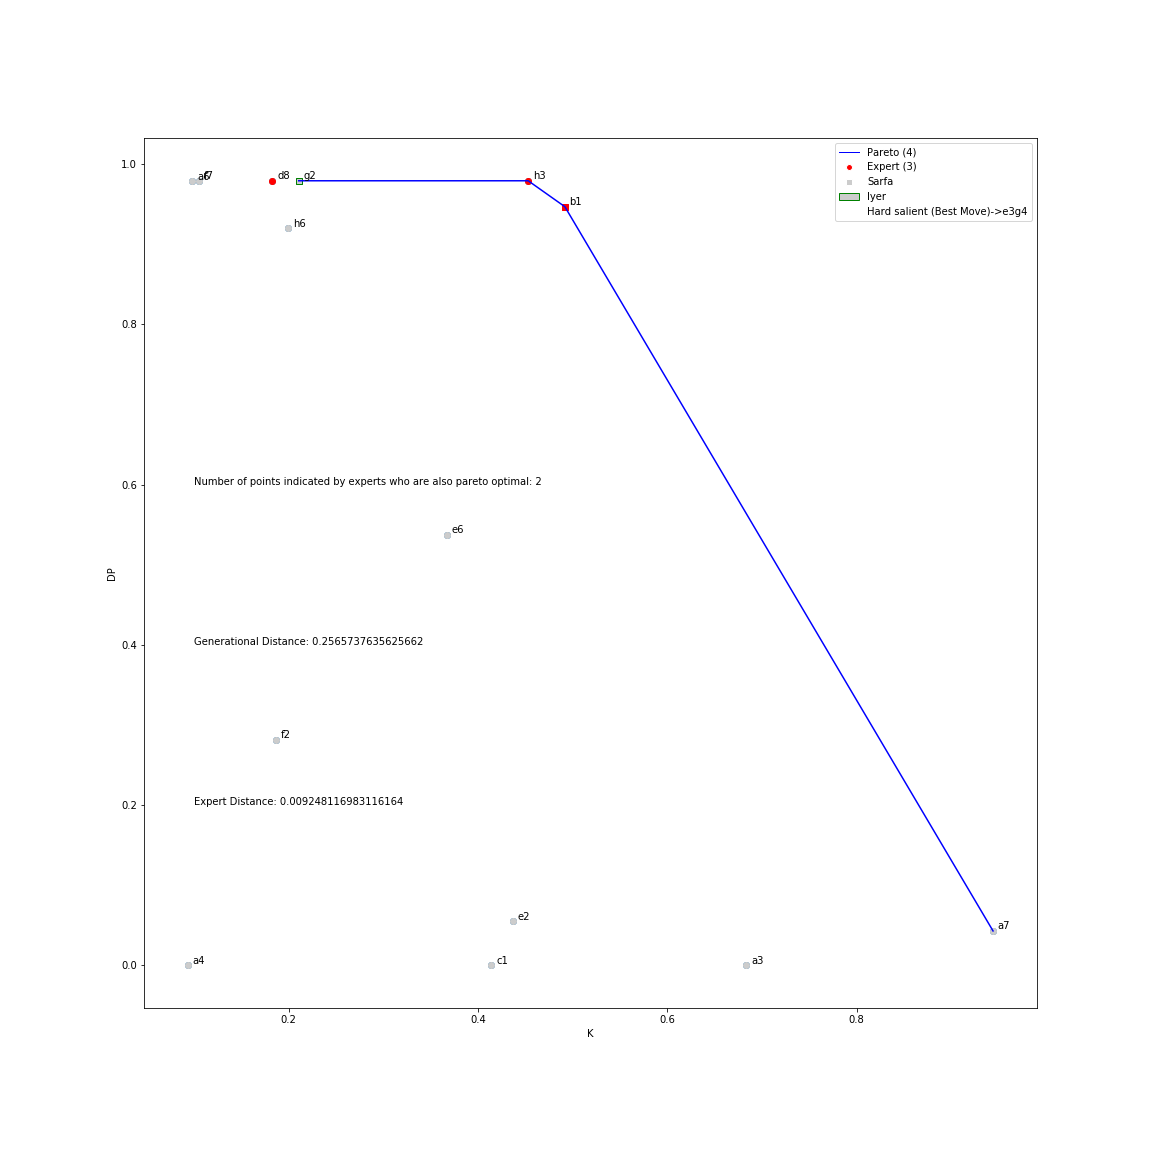 Pareto (4)
Expert (3)
Sarfa
Iyer
Hard salient (Best Move)->e3g4
1.0
0.8
0.6
0.4
0.2
0.0
DP
d8
g2
h3
b1
h6
Number of points indicated by experts who are also pareto optimal: 2
e6
Generational Distance: 0.2565737635625662
f2
Expert Distance: 0.009248116983116164
e2
a7
a4
c1
a3
0.2
0.4
0.6
0.8
K